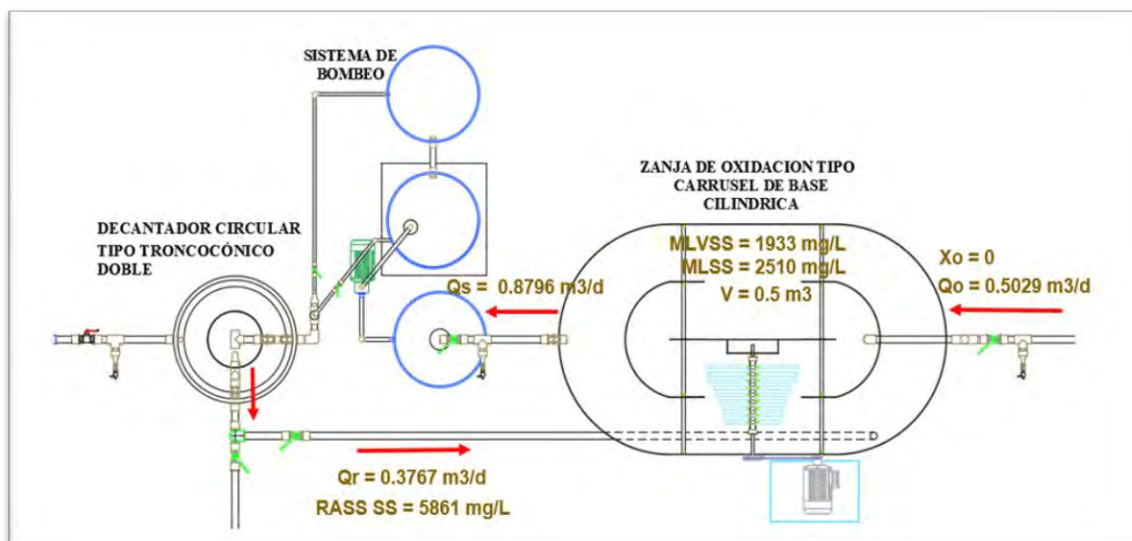 SISTEMA DE
BOMBEO
ZANJA DE OXIDACION TIPO
CARRUSEL DE BASE
CILINDRICA
DECANTADOR CIRCULAR
TIPO TRONCOCÓNICO
DOBLE
MLVSS = 1933 mg/L
MLSS = 2510 mg/L
V = 0.5 m3
Xo = 0
Qo = 0.5029 m3/d
Qs = 0.8796 m3/d
Qr = 0.3767 m3/d
RASS SS = 5861 mg/L